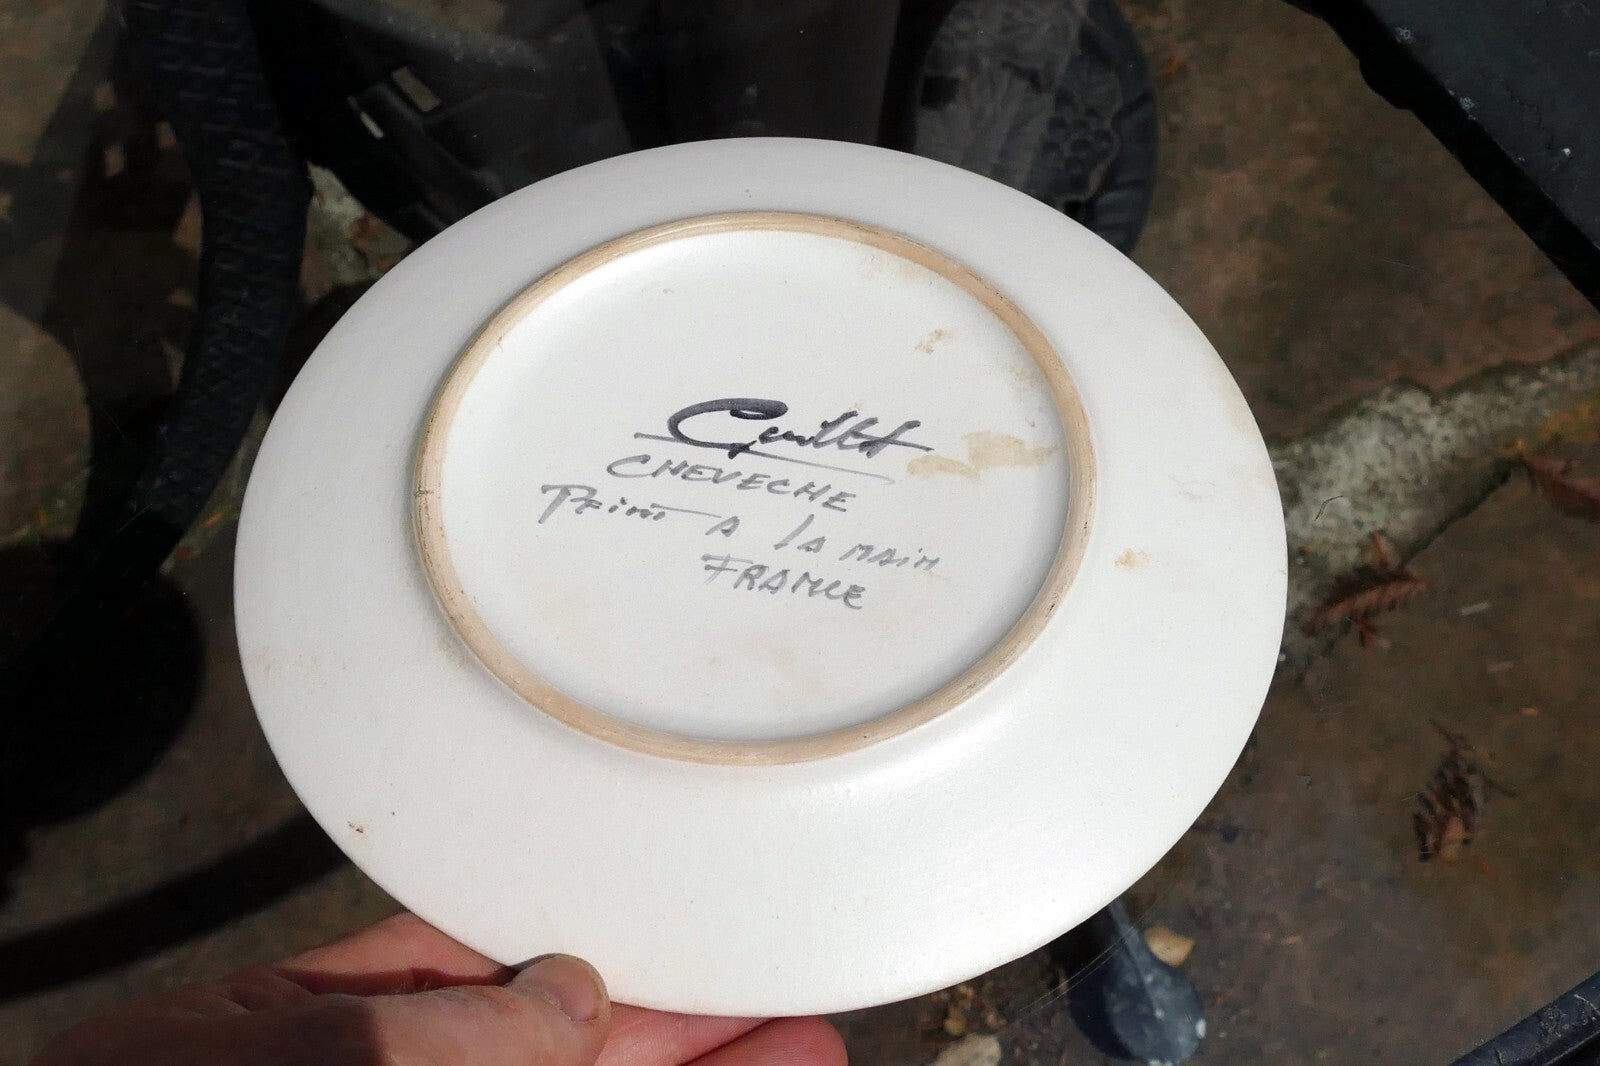 CHEVECHE
Peint A la main
FRANCE